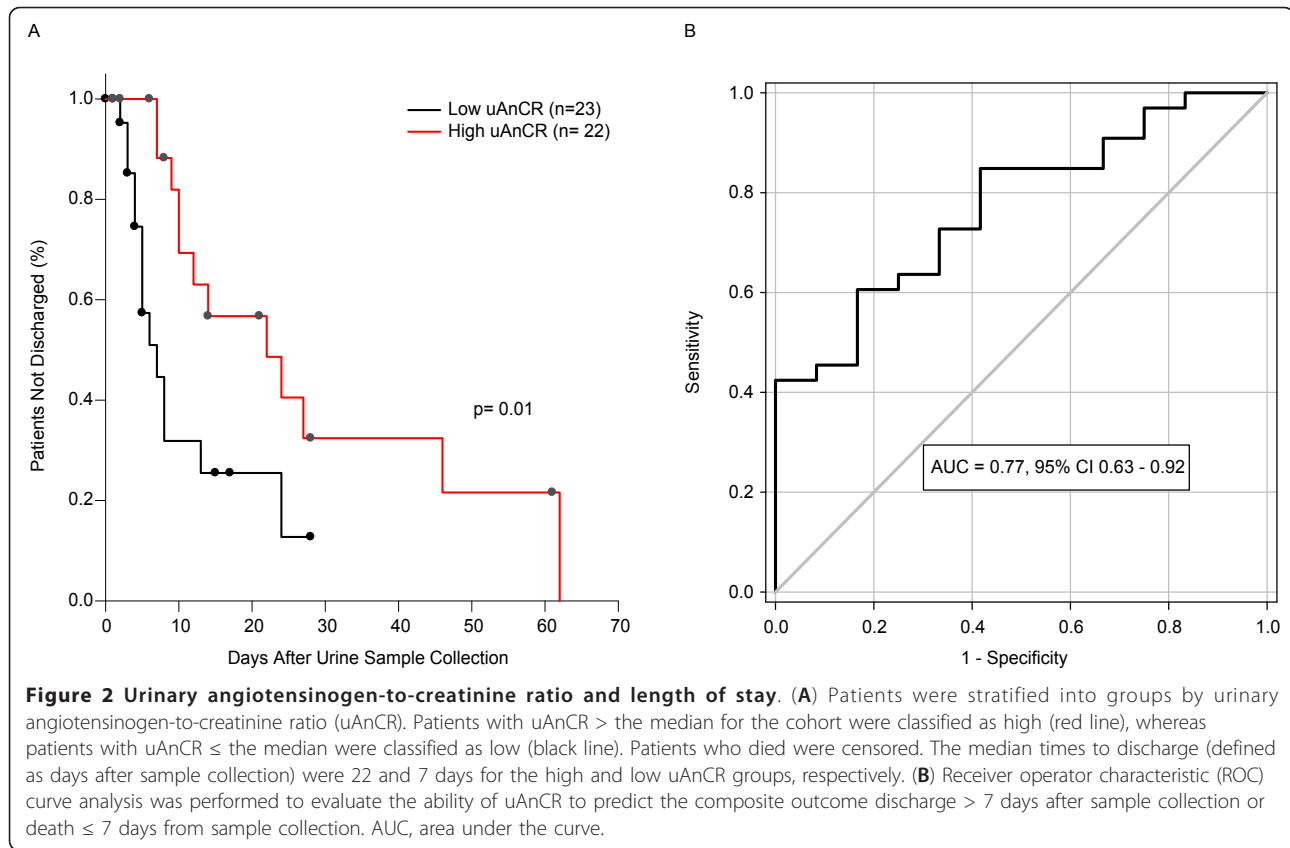 A
B
1.0
0.8
0.6
0.4
0.2
0.0
Patients Not Discharged (%)
Low uAnCR (n=23)
High uAnCR (n= 22)
p= 0.01
0 10 20 30 40 50 60 70
Days After Urine Sample Collection
1.0
0.8
0.6
0.4
0.2
0.0
Sensitivity
AUC = 0.77, 95% CI 0.63 - 0.92
0.0 0.2 0.4 0.6 0.8 1.0
1 - Specificity
Figure 2 Urinary angiotensinogen-to-creatinine ratio and length of stay. (A) Patients were stratified into groups by urinary
angiotensinogen-to-creatinine ratio (uAnCR). Patients with uAnCR > the median for the cohort were classified as high (red line), whereas
patients with uAnCR ≤ the median were classified as low (black line). Patients who died were censored. The median times to discharge (defined
as days after sample collection) were 22 and 7 days for the high and low uAnCR groups, respectively. (B) Receiver operator characteristic (ROC)
curve analysis was performed to evaluate the ability of uAnCR to predict the composite outcome discharge > 7 days after sample collection or
death ≤ 7 days from sample collection. AUC, area under the curve.